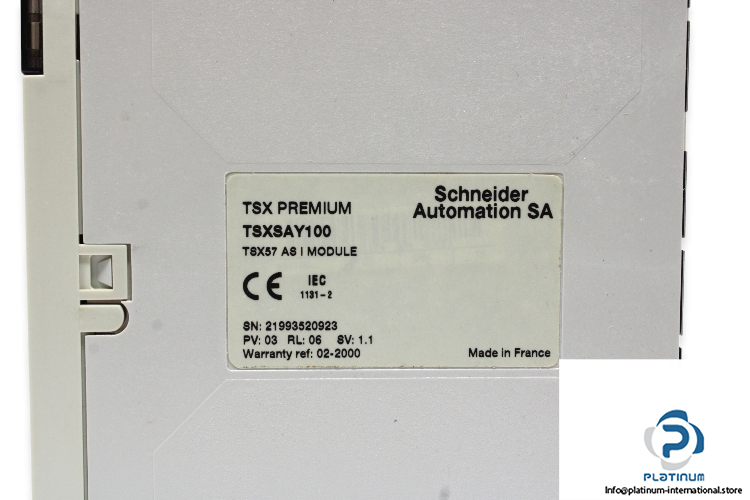 TSX PREMIUM
Schneider
Automation SA
TSXSAY100
TSX57 AS I MODULE
CE IEC
1131-2
SN: 21993520923
PV: 03 RL: 06 SV: 1.1
Warranty ref: 02-2000
Made in France
PLATINUM
Info@platinum-international.store